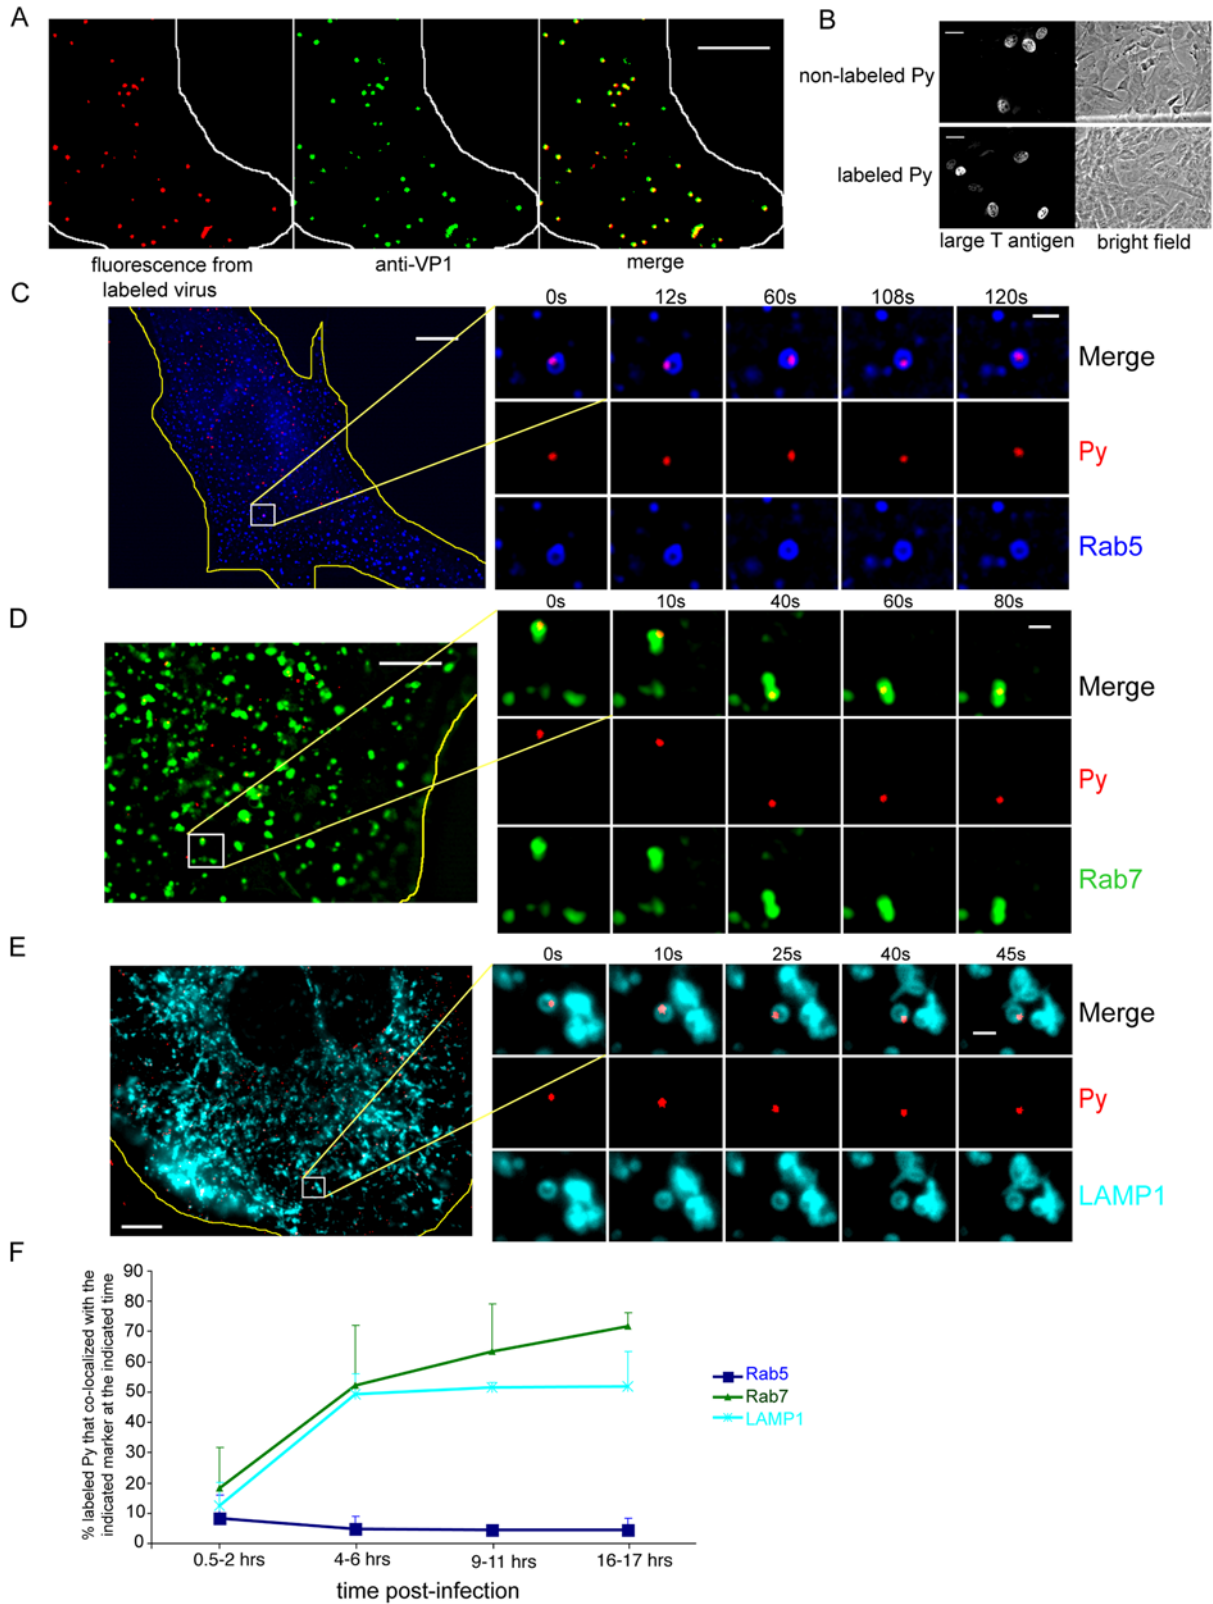 A
fluorescence from
labeled virus
anti-VP1
merge
B
non-labeled Py
labeled Py
large T antigen
bright field
C
0s 12s 60s 108s 120s
Merge
Py
Rab5
D
0s 10s 40s 60s 80s
Merge
Py
Rab7
E
0s 10s 25s 40s 45s
Merge
Py
LAMP1
F
% labeled Py that co-localized with the
indicated marker at the indicated time
90
80
70
60
50
40
30
20
10
0
0.5-2 hrs 4-6 hrs 9-11 hrs 16-17 hrs
time post-infection
Rab5
Rab7
LAMP1